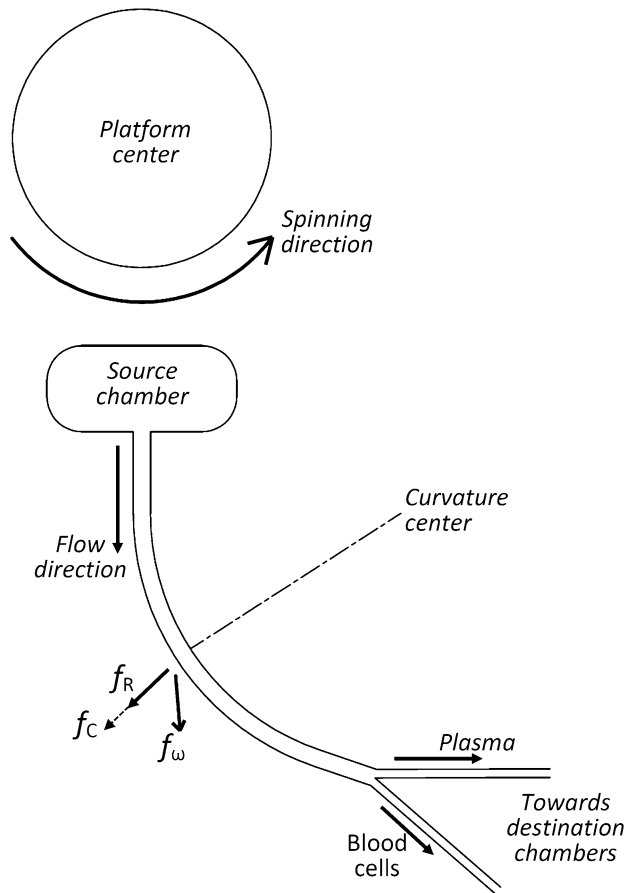 Platform
center
Spinning
direction
Source
chamber
Curvature
center
Flow
direction
fR
fC
fω
Plasma
Towards
destination
chambers
Blood
cells